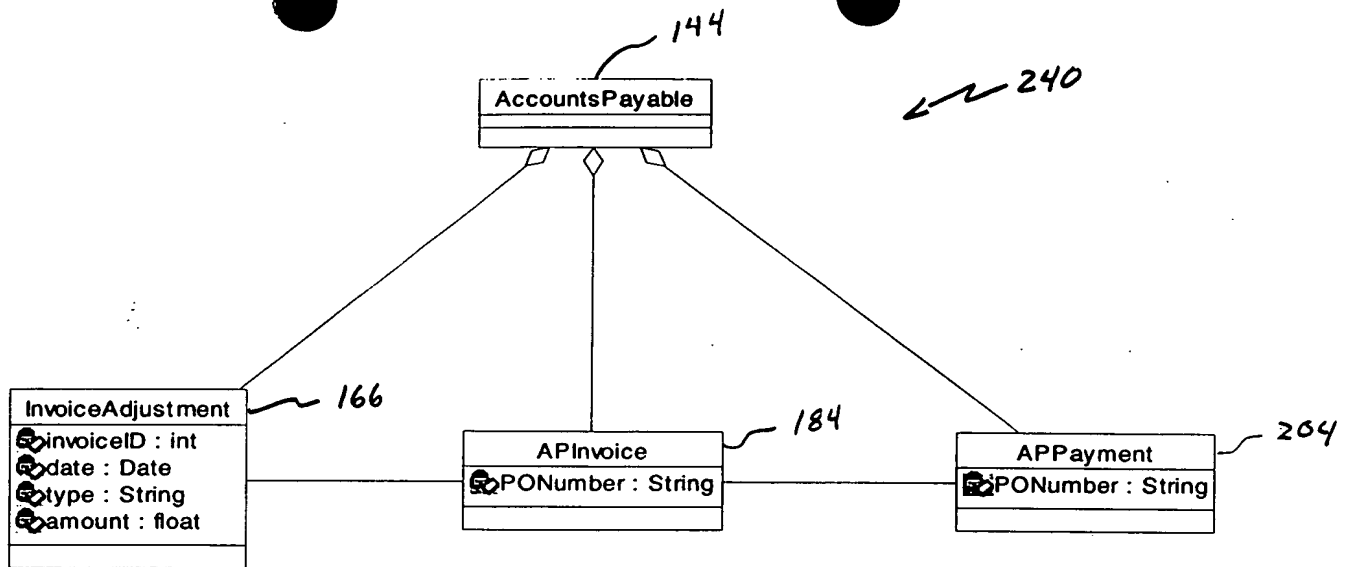 144
240
AccountsPayable
InvoiceAdjustment
166
invoiceID : int
date : Date
type : String
amount : float
APInvoice
184
PONumber : String
APPayment
204
PONumber : String